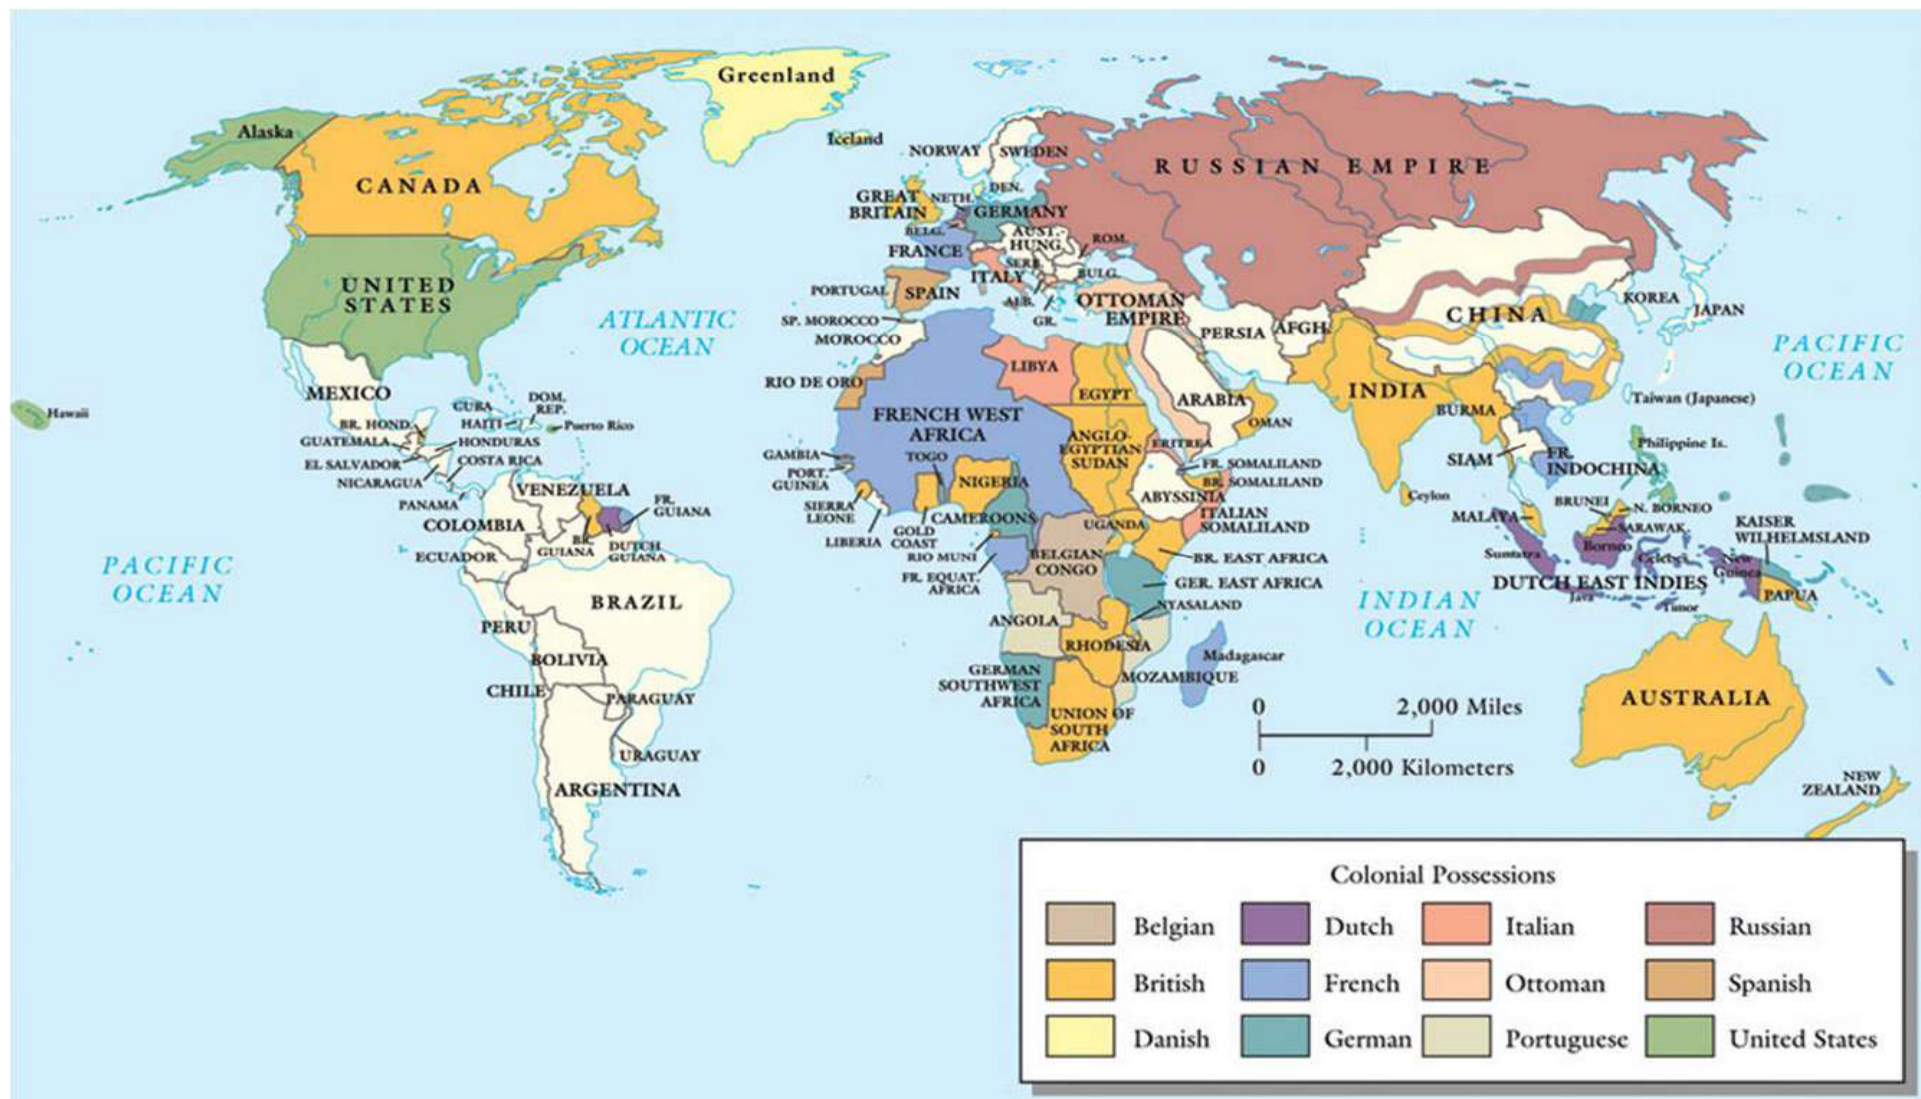 Greenland
Alaska
Iceland
CANADA
NORWAY
SWEDEN
RUSSIAN EMPIRE
DEN.
GREAT
BRITAIN
NETH.
GERMANY
BELG.
AUST.-
HUNG.
FRANCE
ROM.
SERB.
ITALY
BULG.
UNITED
STATES
PORTUGAL
SPAIN
ALB.
GR.
OTTOMAN
EMPIRE
ATLANTIC
OCEAN
SP. MOROCCO
MOROCCO
PERSIA
AFGH.
CHINA
KOREA
JAPAN
PACIFIC
OCEAN
RIO DE ORO
LIBYA
EGYPT
ARABIA
INDIA
BURMA
Taiwan (Japanese)
MEXICO
Hawaii
CUBA
DOM.
REP.
HAITI
Puerto Rico
BR. HOND.
GUATEMALA
HONDURAS
EL SALVADOR
COSTA RICA
NICARAGUA
PANAMA
FRENCH WEST
AFRICA
ANGLO-
EGYPTIAN
SUDAN
ERITREA
OMAN
SIAM
FR.
INDOCHINA
Philippine Is.
GAMBIA
PORT.
GUINEA
TOGO
NIGERIA
FR. SOMALILAND
BR. SOMALILAND
ABYSSINIA
ITALIAN
SOMALILAND
Ceylon
BRUNEI
N. BORNEO
MALAYA
SARAWAK
KAISER
WILHELMSLAND
VENEZUELA
FR.
GUIANA
COLOMBIA
BR.
GUIANA
DUTCH
GUIANA
ECUADOR
SIERRA
LEONE
LIBERIA
GOLD
COAST
CAMEROONS
RIO MUNI
UGANDA
BELGIAN
CONGO
BR. EAST AFRICA
FR. EQUAT.
AFRICA
GER. EAST AFRICA
Sumatra
Borneo
Celebes
New
Guinea
DUTCH EAST INDIES
Java
Timor
PAPUA
PACIFIC
OCEAN
BRAZIL
PERU
ANGOLA
NYASALAND
RHODESIA
INDIAN
OCEAN
BOLIVIA
Madagascar
GERMAN
SOUTHWEST
AFRICA
MOZAMBIQUE
CHILE
PARAGUAY
UNION OF
SOUTH
AFRICA
AUSTRALIA
0 2,000 Miles
0 2,000 Kilometers
URAGUAY
ARGENTINA
NEW
ZEALAND
Colonial Possessions
Belgian
Dutch
Italian
Russian
British
French
Ottoman
Spanish
Danish
German
Portuguese
United States